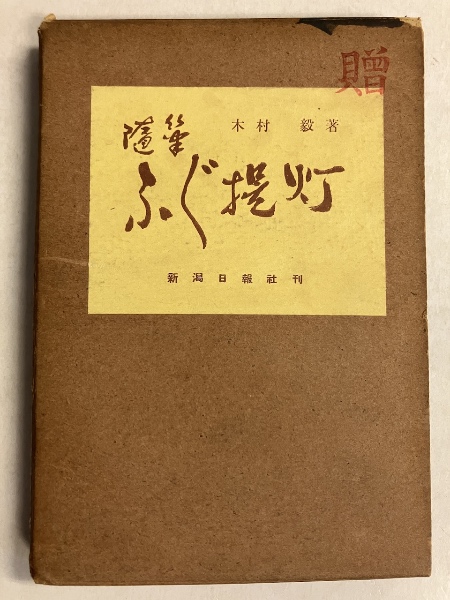 贈
木村 毅著
随筆
ふぐ提灯
新潟日報社刊